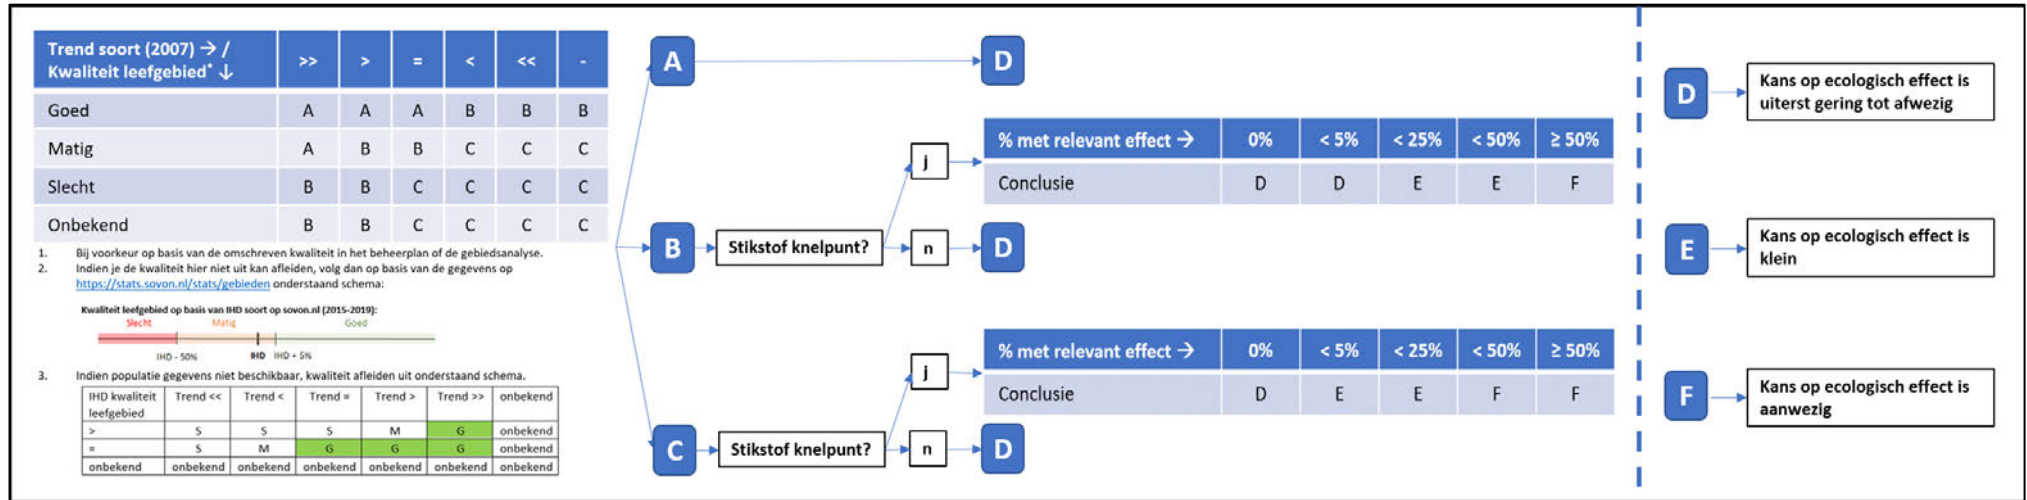 Trend soort (2007) → / >> > = < << -
Kwaliteit leefgebied* ↓
Goed A A A B B B
Matig A B B C C C
Slecht B B C C C C
Onbekend B B C C C C
1. Bij voorkeur op basis van de omschreven kwaliteit in het beheerplan of de gebiedsanalyse.
2. Indien je de kwaliteit hier niet uit kan afleiden, volg dan op basis van de gegevens op
https://stats.sovon.nl/stats/gebieden onderstaand schema:
Kwaliteit leefgebied op basis van IHD soort op sovon.nl (2015-2019):
Slecht Matig Goed
IHD - 50% IHD IHD + 5%
3. Indien populatie gegevens niet beschikbaar, kwaliteit afleiden uit onderstaand schema.
IHD kwaliteit Trend << Trend < Trend = Trend > Trend >> onbekend
leefgebied
> S S S M G onbekend
= S M G G G onbekend
onbekend onbekend onbekend onbekend onbekend onbekend onbekend
A D
B Stikstof knelpunt?
j
% met relevant effect → 0% < 5% < 25% < 50% ≥ 50%
Conclusie D D E E F
n D
C Stikstof knelpunt?
j
% met relevant effect → 0% < 5% < 25% < 50% ≥ 50%
Conclusie D E E F F
n D
D
Kans op ecologisch effect is
uiterst gering tot afwezig
E
Kans op ecologisch effect is
klein
F
Kans op ecologisch effect is
aanwezig